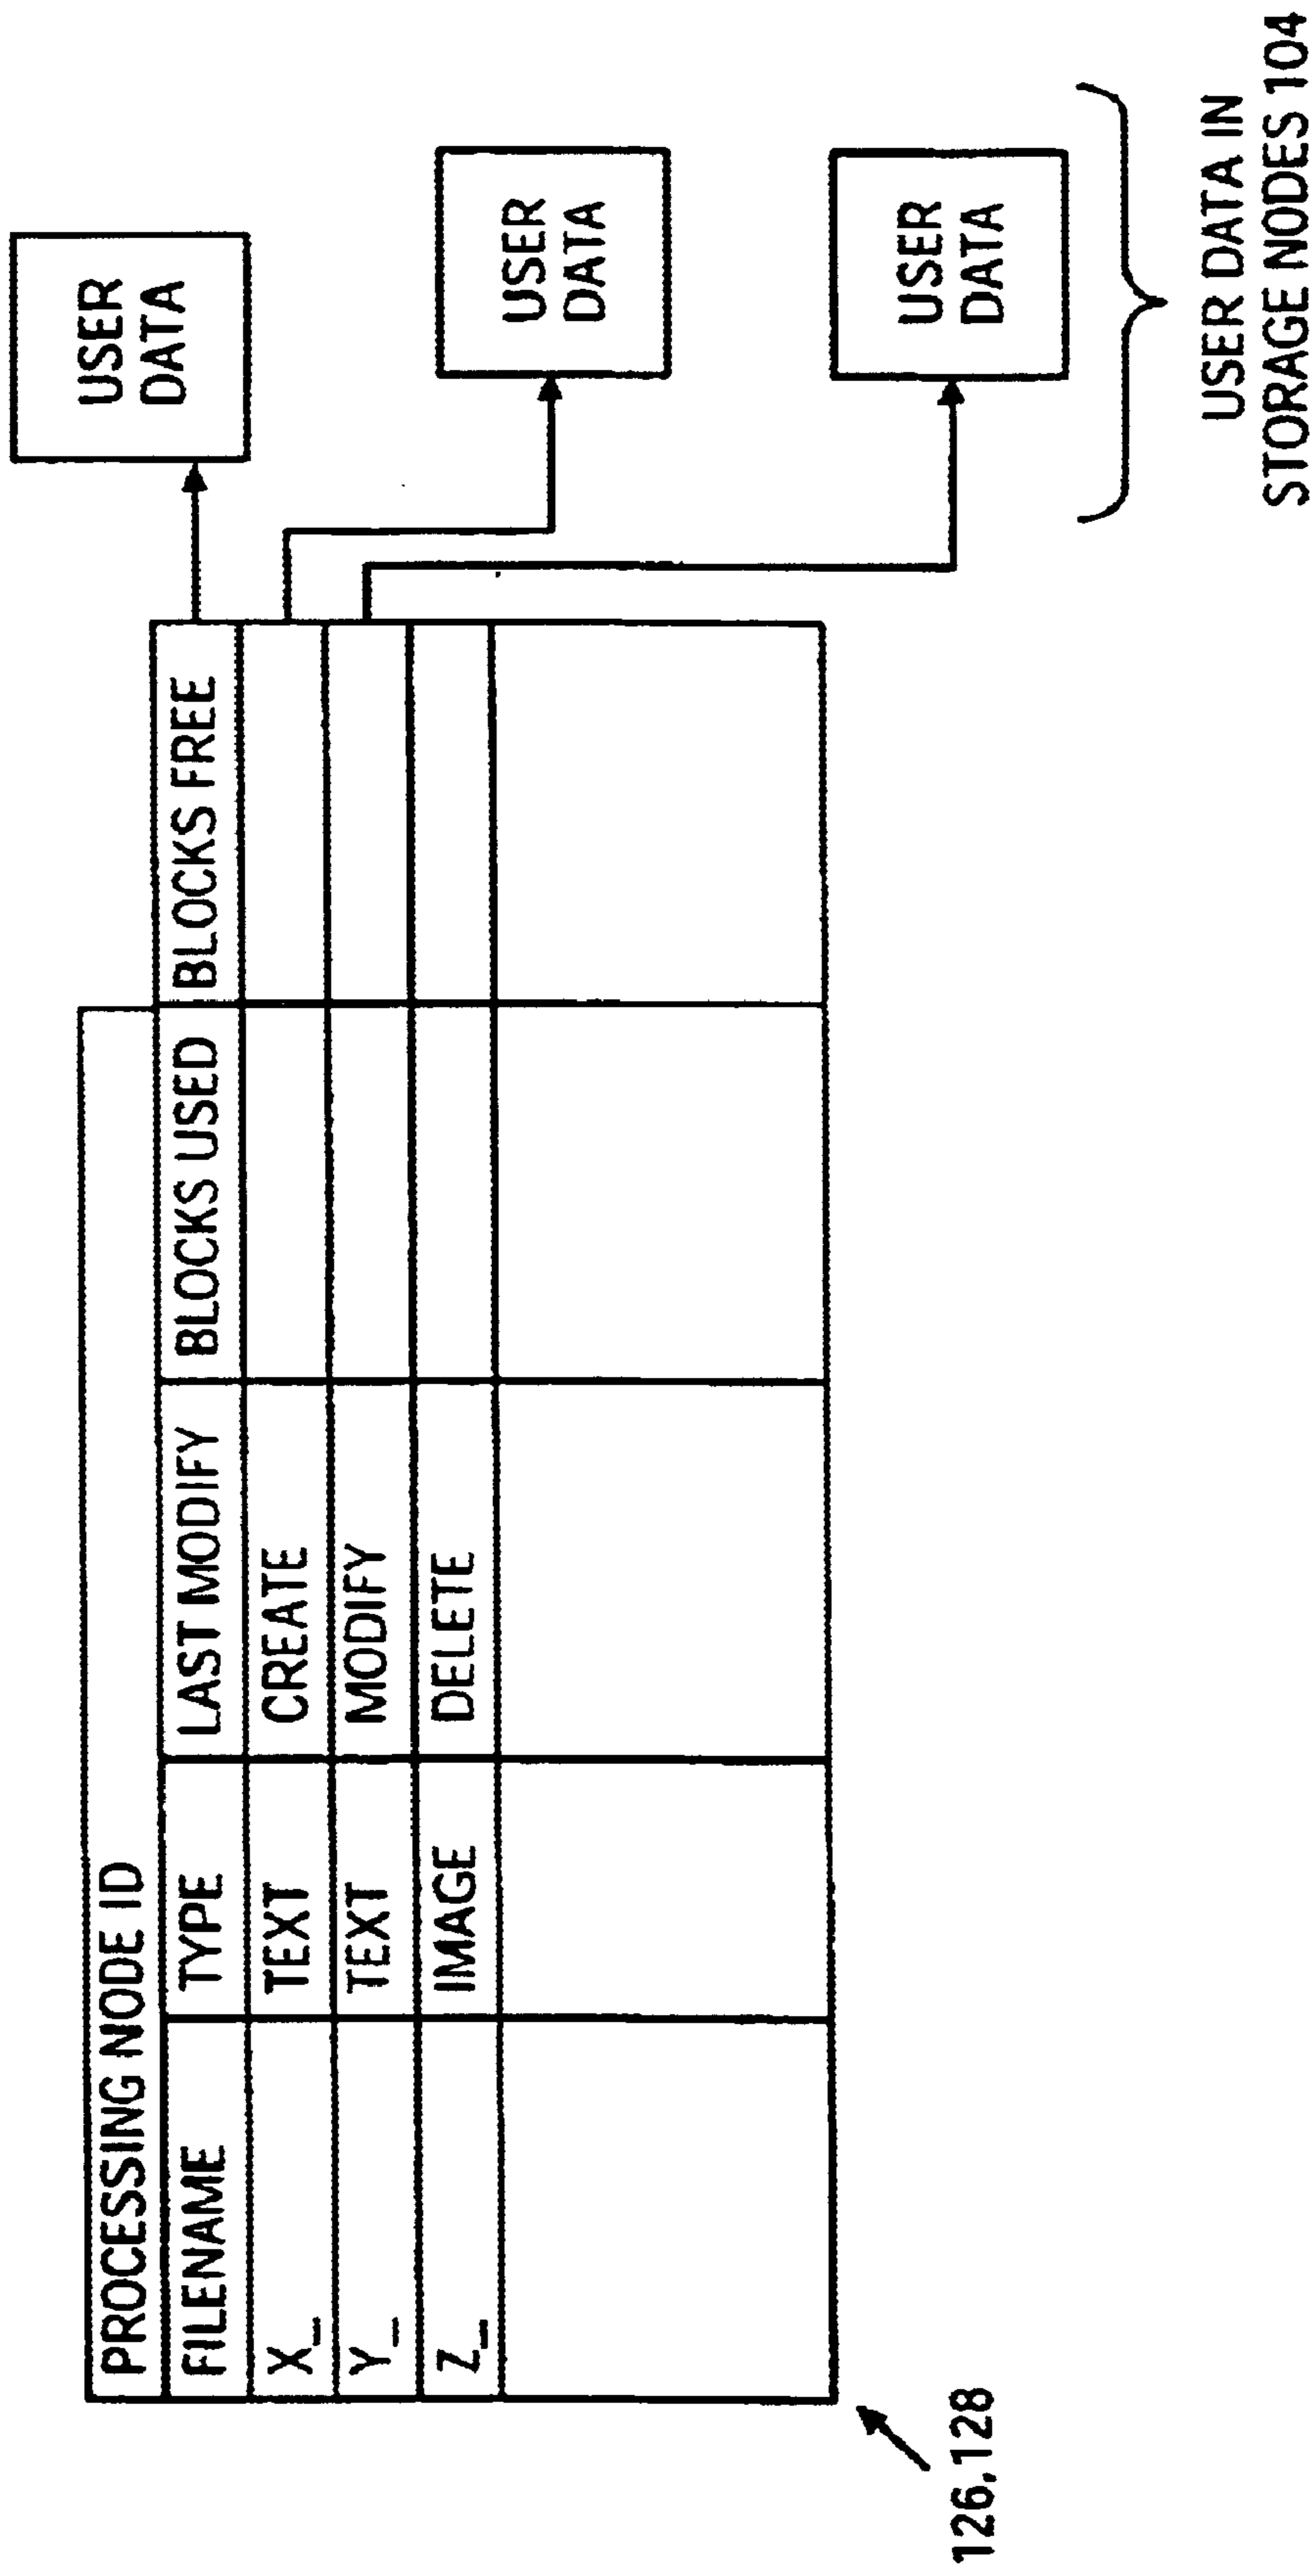 PROCESSING NODE ID
FILENAME TYPE LAST MODIFY BLOCKS USED BLOCKS FREE
X_ TEXT CREATE
Y_ TEXT MODIFY
Z_ IMAGE DELETE
126,128
USER
DATA
USER
DATA
USER
DATA
USER DATA IN
STORAGE NODES 104